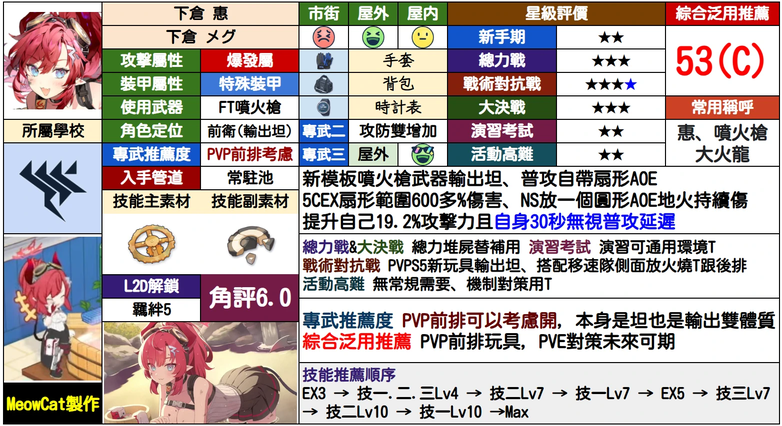 下倉 惠
市街 屋外 屋內
星級評價
綜合泛用推薦
下倉 メグ
新手期 ★★
53(C)
攻擊屬性 爆發屬
手套
總力戰 ★★★
裝甲屬性 特殊裝甲
背包
戰術對抗戰 ★★★★
使用武器 FT噴火槍
時計表
大決戰 ★★★
常用稱呼
所屬學校
角色定位 前衛(輸出坦)
專武二 攻防雙增加
演習考試 ★★
惠、噴火槍
大火龍
專武推薦度 PVP前排考慮
專武三 屋外
活動高難 ★★
入手管道 常駐池
技能主素材 技能副素材
新模板噴火槍武器輸出坦、普攻自帶扇形AOE
5CEX扇形範圍600多%傷害、NS放一個圓形AOE地火持續傷
提升自己19.2%攻擊力且自身30秒無視普攻延遲
總力戰&大決戰 總力堆屍替補用 演習考試 演習可通用環境T
戰術對抗戰 PVPS5新玩具輸出坦、搭配移速隊側面放火燒T跟後排
活動高難 無常規需要、機制對策用T
L2D解鎖
羈絆5
角評6.0
專武推薦度 PVP前排可以考慮開，本身是坦也是輸出雙體質
綜合泛用推薦 PVP前排玩具，PVE對策未來可期
技能推薦順序
EX3 → 技一.二.三Lv4 → 技二Lv7 → 技一Lv7 → EX5 → 技三Lv7
→ 技二Lv10 → 技一Lv10 →Max
MeowCat製作